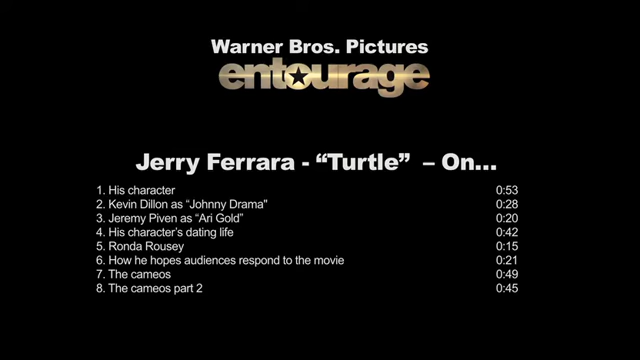 Warner Bros. Pictures
entourage
Jerry Ferrara - “Turtle” – On...
1. His character 0:53
2. Kevin Dillon as “Johnny Drama" 0:28
3. Jeremy Piven as “Ari Gold” 0:20
4. His character’s dating life 0:42
5. Ronda Rousey 0:15
6. How he hopes audiences respond to the movie 0:21
7. The cameos 0:49
8. The cameos part 2 0:45